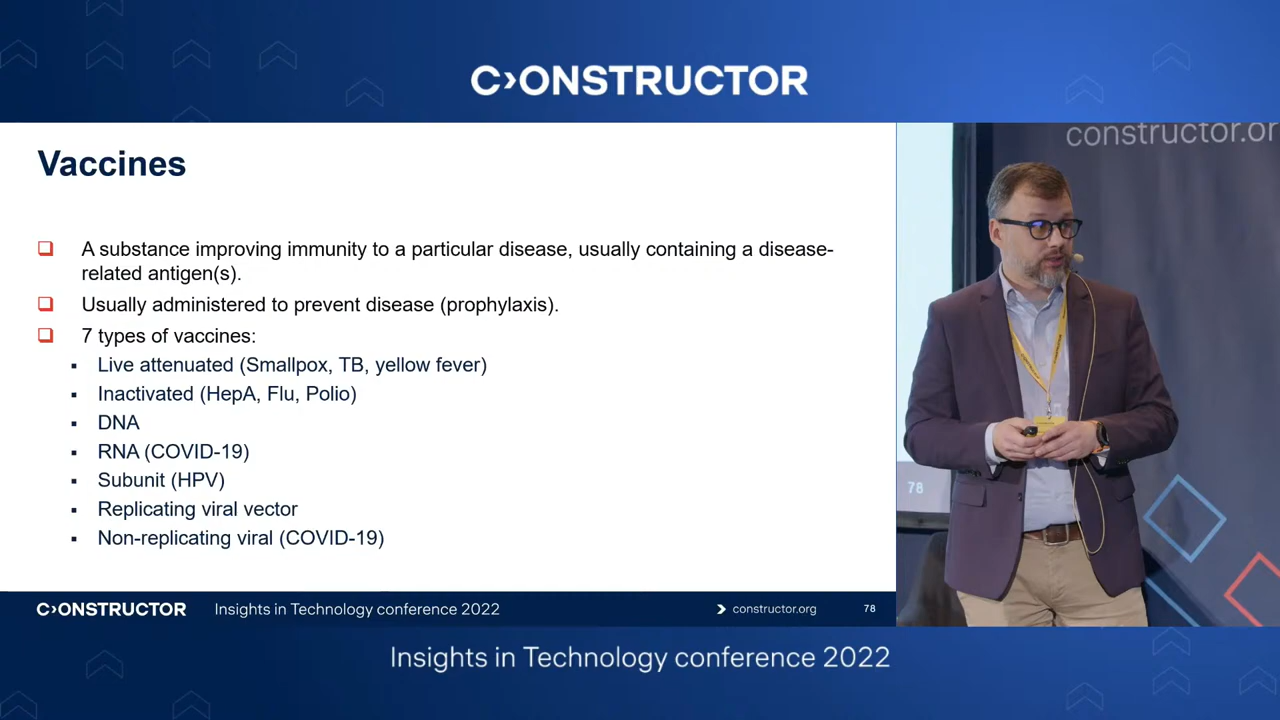 C›ONSTRUCTOR
constructor.or
Vaccines
❑ A substance improving immunity to a particular disease, usually containing a disease-
related antigen(s).
❑ Usually administered to prevent disease (prophylaxis).
❑ 7 types of vaccines:
▪ Live attenuated (Smallpox, TB, yellow fever)
▪ Inactivated (HepA, Flu, Polio)
▪ DNA
▪ RNA (COVID-19)
▪ Subunit (HPV)
▪ Replicating viral vector
▪ Non-replicating viral (COVID-19)
78
C›ONSTRUCTOR Insights in Technology conference 2022 constructor.org 78
Insights in Technology conference 2022